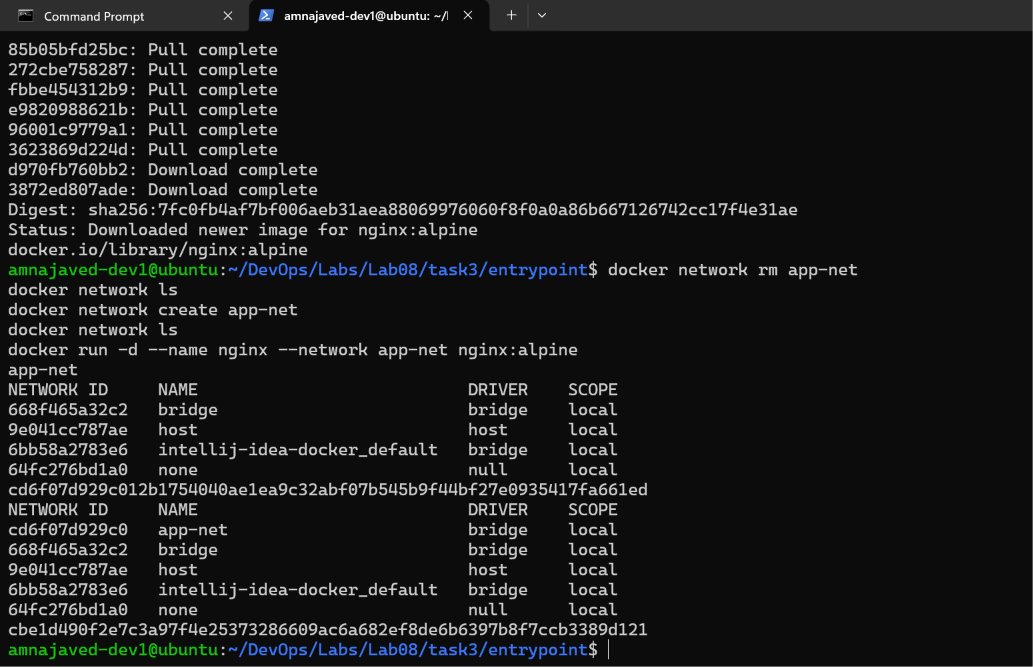 Command Prompt
amnajaved-dev1@ubuntu: ~/
85b05bfd25bc: Pull complete
272cbe758287: Pull complete
fbbe454312b9: Pull complete
e9820988621b: Pull complete
96001c9779a1: Pull complete
3623869d224d: Pull complete
d970fb760bb2: Download complete
3872ed807ade: Download complete
Digest: sha256:7fc0fb4af7bf006aeb31aea88069976060f8f0a0a86b667126742cc17f4e31ae
Status: Downloaded newer image for nginx:alpine
docker.io/library/nginx:alpine
amnajaved-dev1@ubuntu:~/DevOps/Labs/Lab08/task3/entrypoint$ docker network rm app-net
docker network ls
docker network create app-net
docker network ls
docker run -d --name nginx --network app-net nginx:alpine
app-net
NETWORK ID     NAME                           DRIVER    SCOPE
668f465a32c2   bridge                         bridge    local
9e041cc787ae   host                           host      local
6bb58a2783e6   intellij-idea-docker_default   bridge    local
64fc276bd1a0   none                           null      local
cd6f07d929c012b1754040ae1ea9c32abf07b545b9f44bf27e0935417fa661ed
NETWORK ID     NAME                           DRIVER    SCOPE
cd6f07d929c0   app-net                        bridge    local
668f465a32c2   bridge                         bridge    local
9e041cc787ae   host                           host      local
6bb58a2783e6   intellij-idea-docker_default   bridge    local
64fc276bd1a0   none                           null      local
cbe1d490f2e7c3a97f4e25373286609ac6a682ef8de6b6397b8f7ccb3389d121
amnajaved-dev1@ubuntu:~/DevOps/Labs/Lab08/task3/entrypoint$